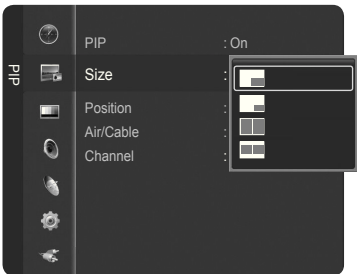 PIP
PIP : On
Size :
Position :
Air/Cable :
Channel :